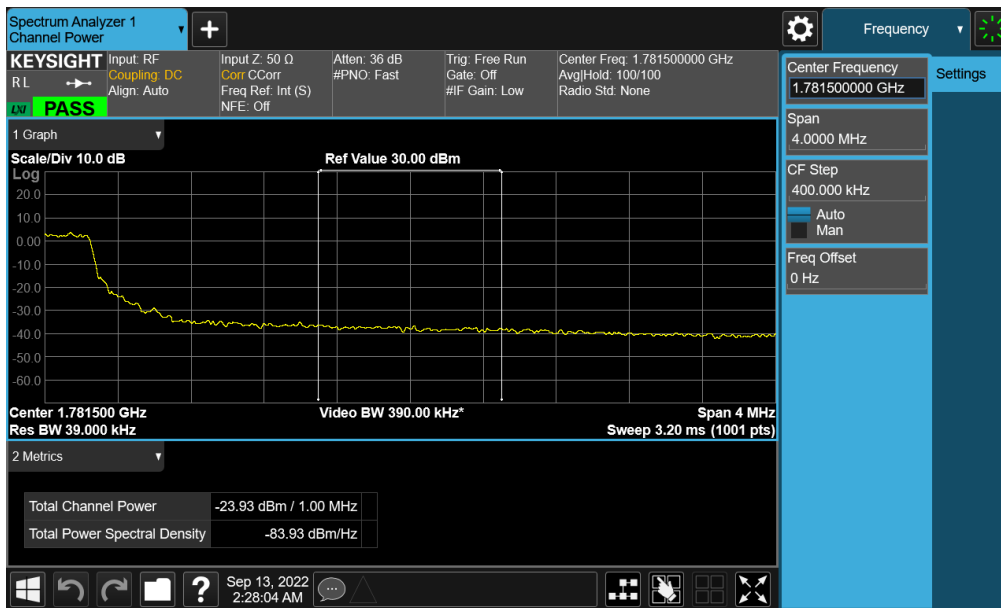 Spectrum Analyzer 1
Channel Power
+
Frequency
KEYSIGHT
R L
LXI
PASS
Input: RF
Coupling: DC
Align: Auto
Input Z: 50 Ω
Corr CCorr
Freq Ref: Int (S)
NFE: Off
Atten: 36 dB
#PNO: Fast
Trig: Free Run
Gate: Off
#IF Gain: Low
Center Freq: 1.781500000 GHz
Avg|Hold: 100/100
Radio Std: None
Center Frequency
1.781500000 GHz
Settings
Span
4.0000 MHz
CF Step
400.000 kHz
Auto
Man
Freq Offset
0 Hz
1 Graph
Scale/Div 10.0 dB
Ref Value 30.00 dBm
Log
20.0
10.0
0.00
-10.0
-20.0
-30.0
-40.0
-50.0
-60.0
Center 1.781500 GHz
Video BW 390.00 kHz*
Span 4 MHz
Res BW 39.000 kHz
Sweep 3.20 ms (1001 pts)
2 Metrics
Total Channel Power -23.93 dBm / 1.00 MHz
Total Power Spectral Density -83.93 dBm/Hz
?
Sep 13, 2022
2:28:04 AM